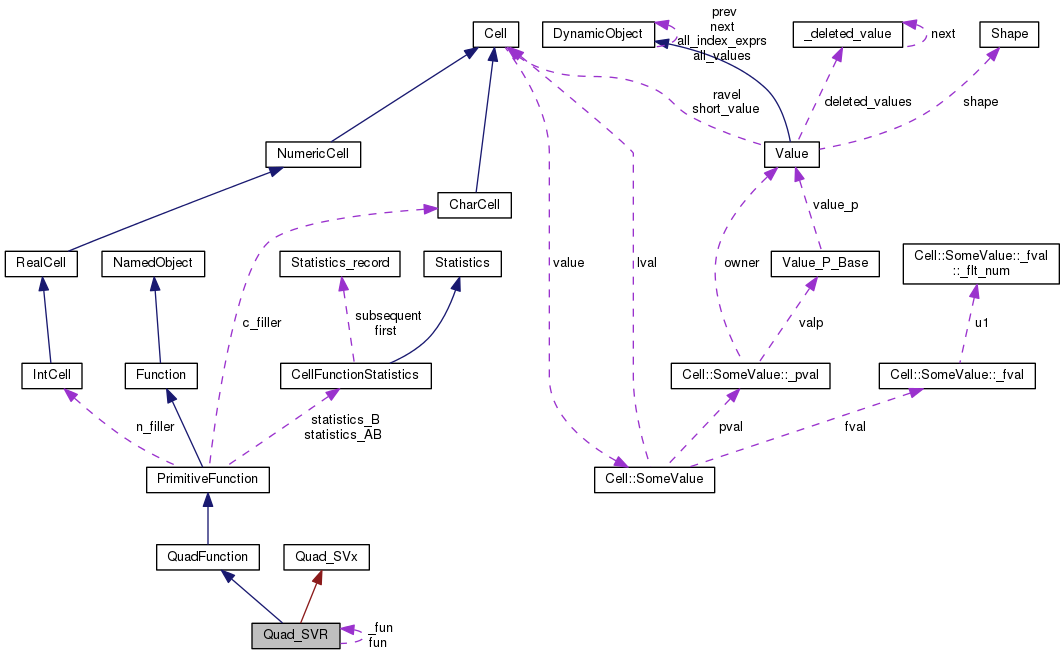 prev
next
all_index_exprs
all_values
Cell
DynamicObject
_deleted_value
next
Shape
ravel
short_value
deleted_values
shape
NumericCell
Value
CharCell
value_p
RealCell
NamedObject
Statistics_record
Statistics
value
lval
owner
Value_P_Base
Cell::SomeValue::_fval
::_flt_num
c_filler
subsequent
first
valp
u1
IntCell
Function
CellFunctionStatistics
Cell::SomeValue::_pval
Cell::SomeValue::_fval
n_filler
statistics_B
statistics_AB
pval
fval
PrimitiveFunction
Cell::SomeValue
QuadFunction
Quad_SVx
Quad_SVR
_fun
fun